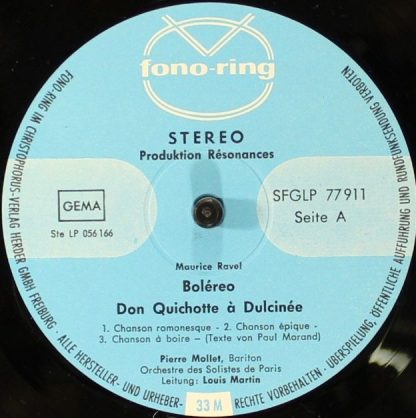 fono-ring
STEREO
Produktion Résonances
GEMA
Ste LP 056 166
SFGLP 77 911
Seite A
Maurice Ravel
Boléreo
Don Quichotte à Dulcinée
1. Chanson romonesque - 2. Chanson épique -
3. Chanson à boire – (Texte von Paul Morand)
Pierre Mollet, Bariton
Orchestre des Solistes de Paris
Leitung: Louis Martin
33 M
FONO-RING IM CHRISTOPHORUS-VERLAG HERDER GMBH FREIBURG · ALLE HERSTELLER- UND URHEBER-
RECHTE VORBEHALTEN · ÜBERSPIELUNG, ÖFFENTLICHE AUFFÜHRUNG UND RUNDFUNKSENDUNG VERBOTEN